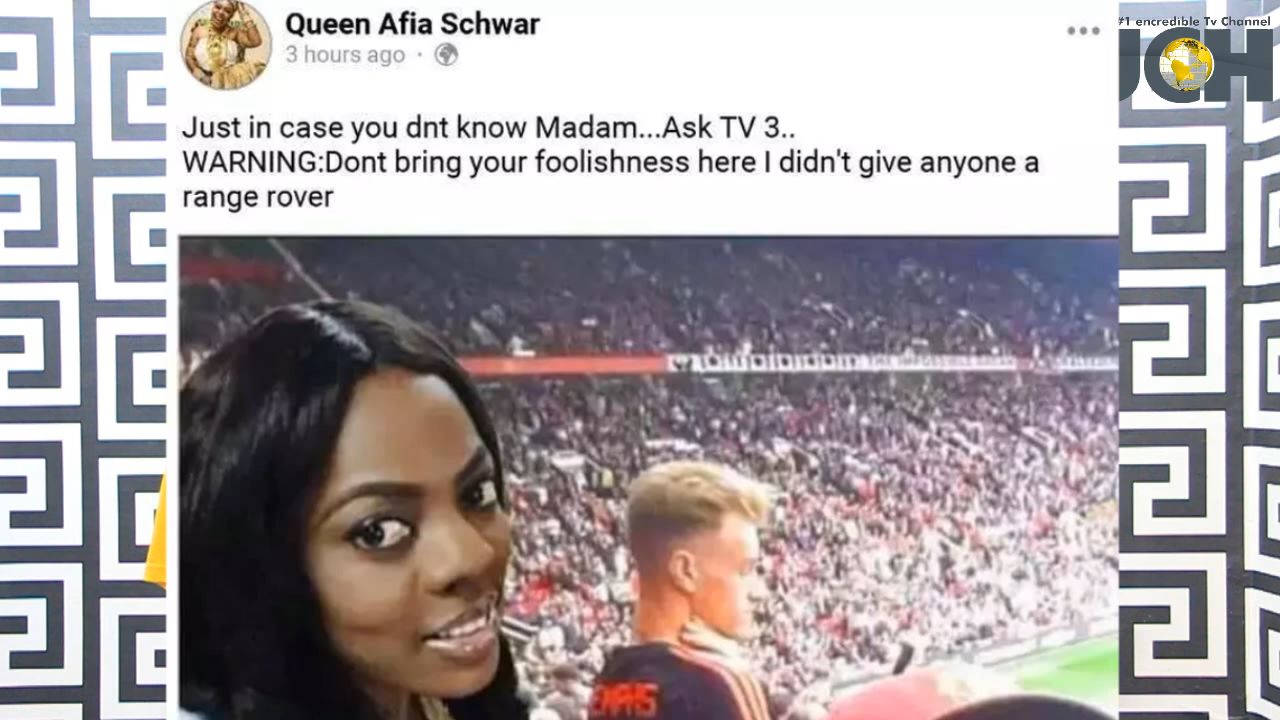 #1 encredible Tv Channel
Queen Afia Schwar
3 hours ago ·
Just in case you dnt know Madam...Ask TV 3..
WARNING:Dont bring your foolishness here I didn't give anyone a
range rover